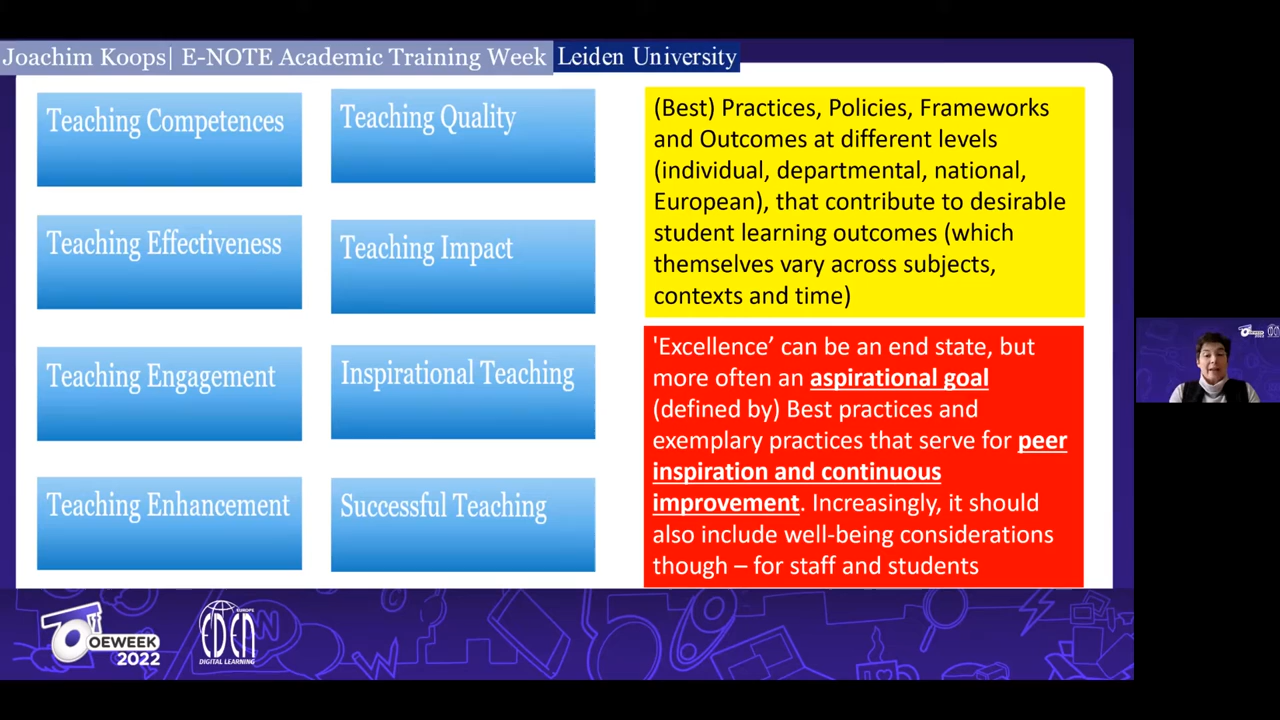 Joachim Koops| E-NOTE Academic Training Week Leiden University
Teaching Competences
Teaching Quality
Teaching Effectiveness
Teaching Impact
Teaching Engagement
Inspirational Teaching
Teaching Enhancement
Successful Teaching
(Best) Practices, Policies, Frameworks
and Outcomes at different levels
(individual, departmental, national,
European), that contribute to desirable
student learning outcomes (which
themselves vary across subjects,
contexts and time)
'Excellence’ can be an end state, but
more often an aspirational goal
(defined by) Best practices and
exemplary practices that serve for peer
inspiration and continuous
improvement. Increasingly, it should
also include well-being considerations
though – for staff and students
OEWEEK
2022
EUROPE
EDEN
DIGITAL LEARNING